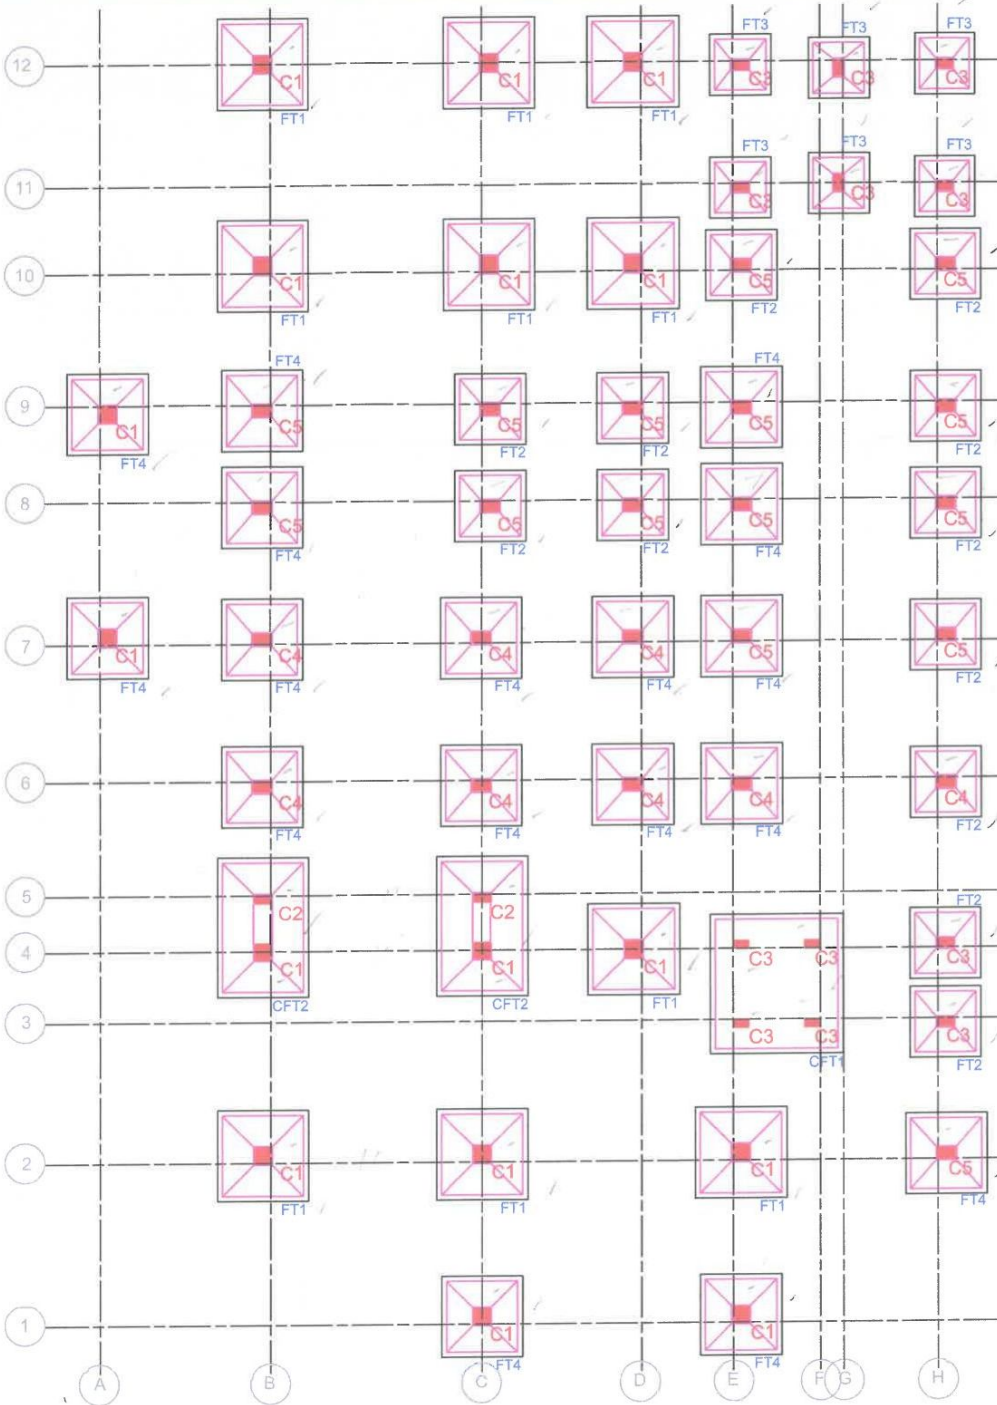 FT3 FT3 FT3
12 C1 C1 C1 C3 C3 C3
FT1 FT1 FT1
FT3 FT3 FT3
11 C3 C3 C3
10 C1 C1 C1 C5 C5
FT1 FT1 FT1 FT2 FT2
FT4 FT4
9 C1 C5 C5 C5 C5 C5
FT4 FT2 FT2 FT2
8 C5 C5 C5 C5 C5
FT4 FT2 FT2 FT4 FT2
7 C1 C4 C4 C4 C5 C5
FT4 FT4 FT4 FT4 FT4 FT2
6 C4 C4 C4 C4 C4
FT4 FT4 FT4 FT4 FT2
5 C2 C2 FT2
4 C1 C1 C1 C3 C3 C3
CFT2 CFT2 FT1
3 C3 C3 C3
CFT1 FT2
2 C1 C1 C1 C5
FT1 FT1 FT1 FT4
1 C1 C1
FT4 FT4
A B C D E F G H